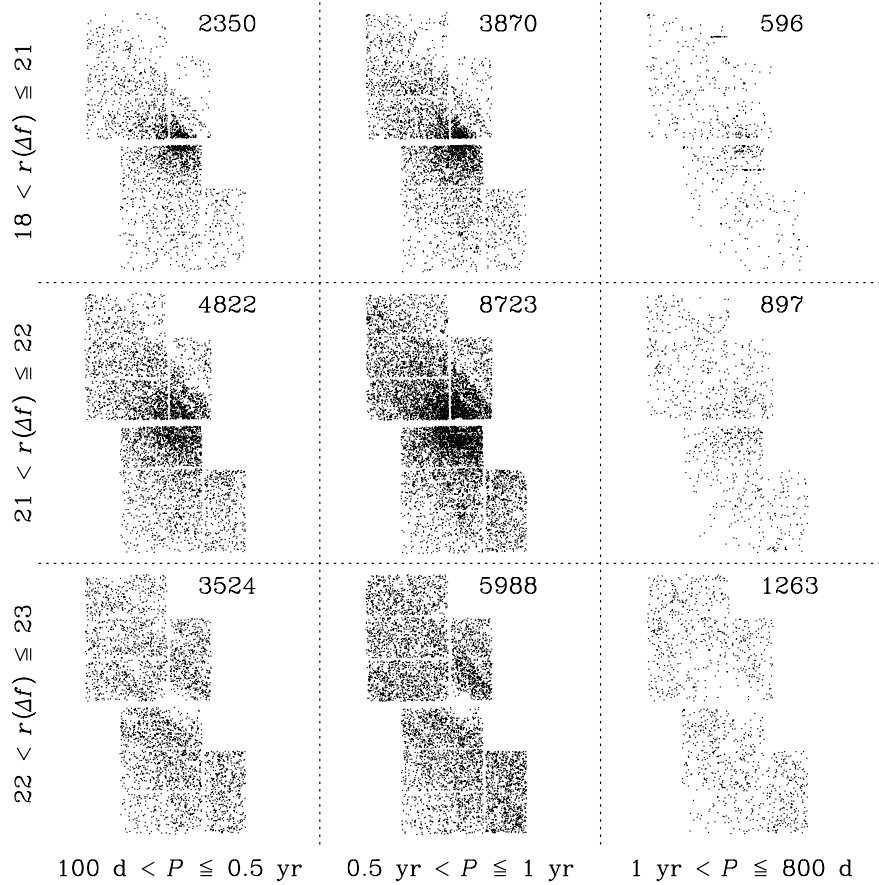 2350 3870 596
18 < r(Δf) ≦ 21
4822 8723 897
21 < r(Δf) ≦ 22
3524 5988 1263
22 < r(Δf) ≦ 23
100 d < P ≦ 0.5 yr 0.5 yr < P ≦ 1 yr 1 yr < P ≦ 800 d